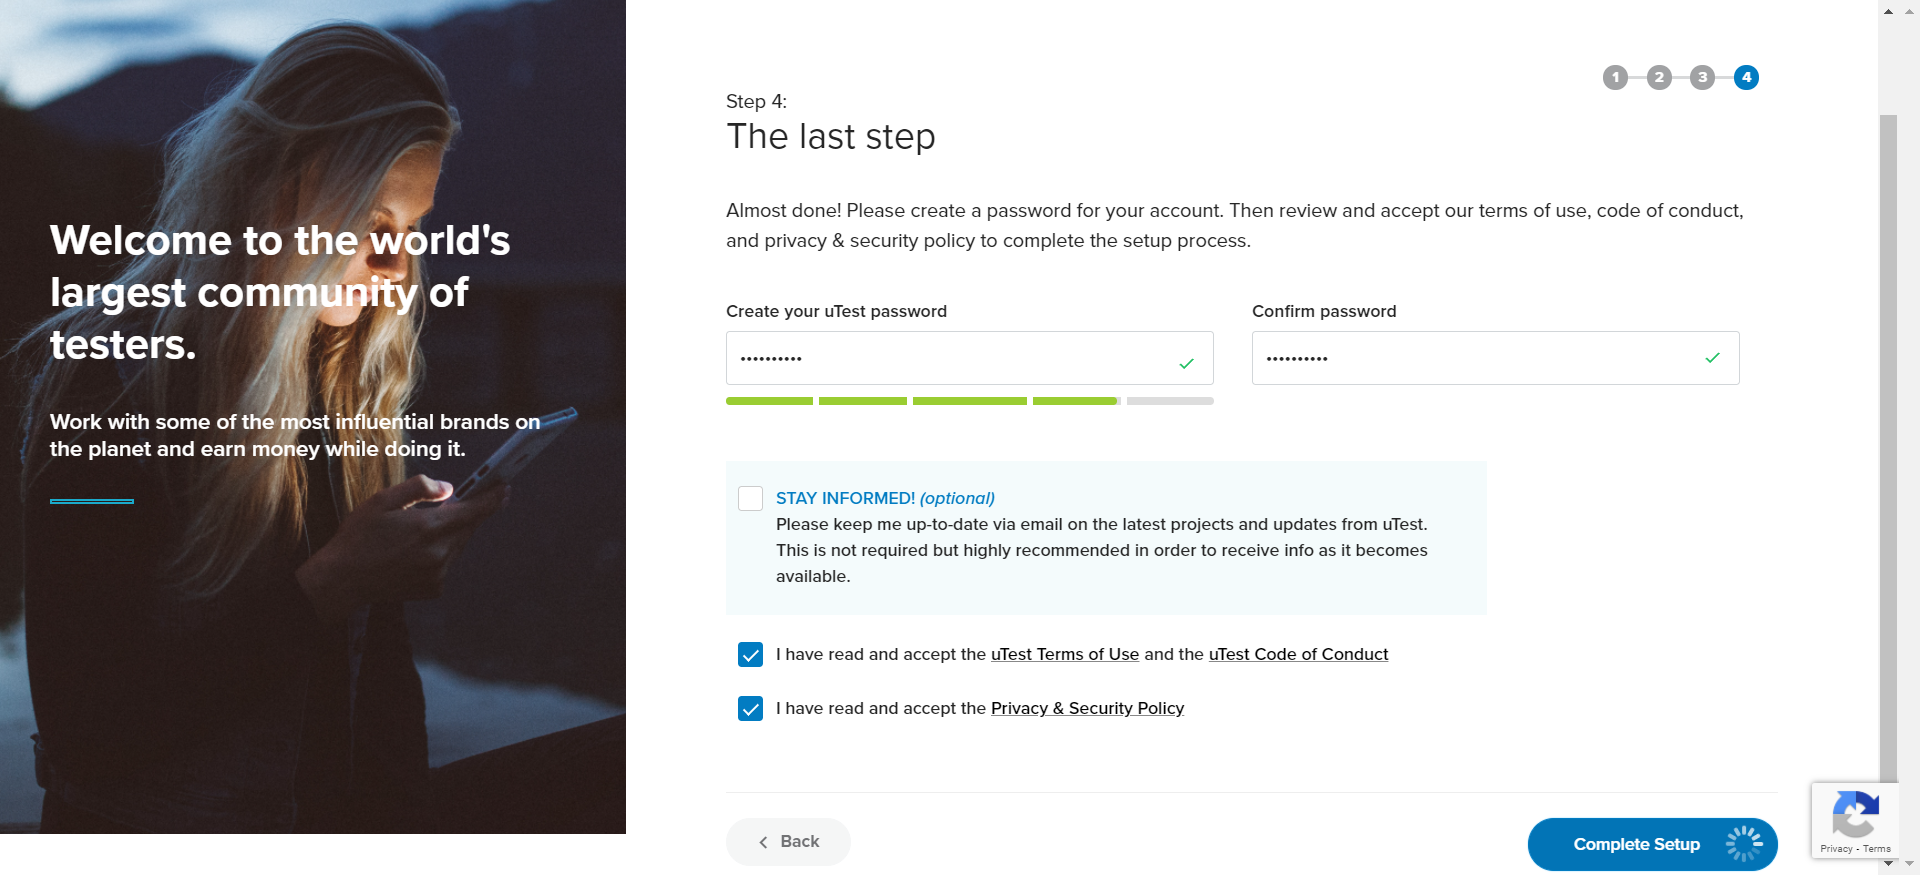 Welcome to the world's
largest community of
testers.
Work with some of the most influential brands on
the planet and earn money while doing it.
1 2 3 4
Step 4:
The last step
Almost done! Please create a password for your account. Then review and accept our terms of use, code of conduct,
and privacy & security policy to complete the setup process.
Create your uTest password
Confirm password
••••••••••
••••••••••
STAY INFORMED! (optional)
Please keep me up-to-date via email on the latest projects and updates from uTest.
This is not required but highly recommended in order to receive info as it becomes
available.
I have read and accept the uTest Terms of Use and the uTest Code of Conduct
I have read and accept the Privacy & Security Policy
Back
Complete Setup
Privacy - Terms